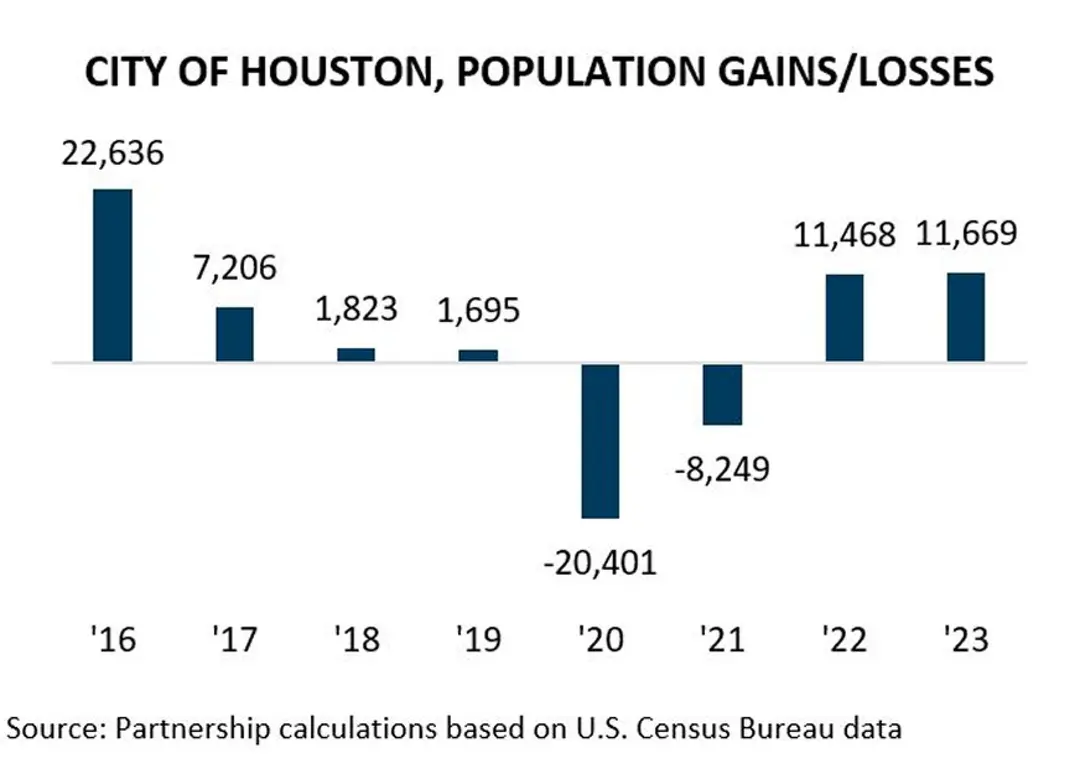 CITY OF HOUSTON, POPULATION GAINS/LOSSES
22,636
7,206
1,823
1,695
-20,401
-8,249
11,468
11,669
'16 '17 '18 '19 '20 '21 '22 '23
Source: Partnership calculations based on U.S. Census Bureau data